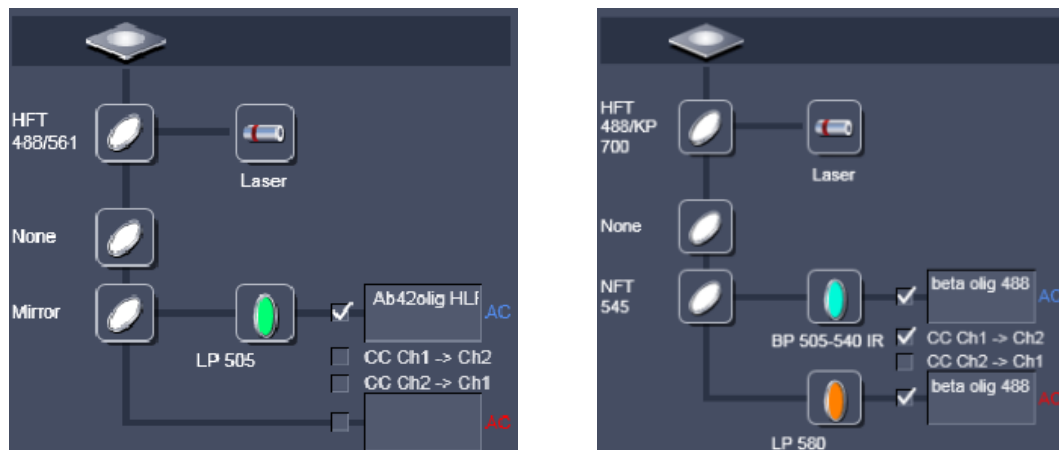 HFT
488/561
Laser
None
Mirror
Ab42olig HLF
AC
LP 505
CC Ch1 -> Ch2
CC Ch2 -> Ch1
AC
HFT
488/KP
700
Laser
None
NFT
545
beta olig 488
AC
BP 505-540 IR
CC Ch1 -> Ch2
CC Ch2 -> Ch1
beta olig 488
AC
LP 580